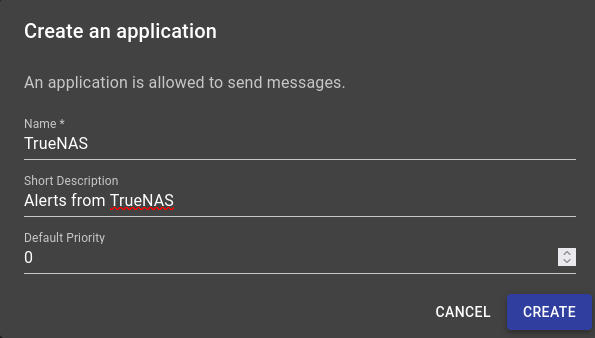 Create an application
An application is allowed to send messages.
Name *
TrueNAS
Short Description
Alerts from TrueNAS
Default Priority
0
CANCEL CREATE